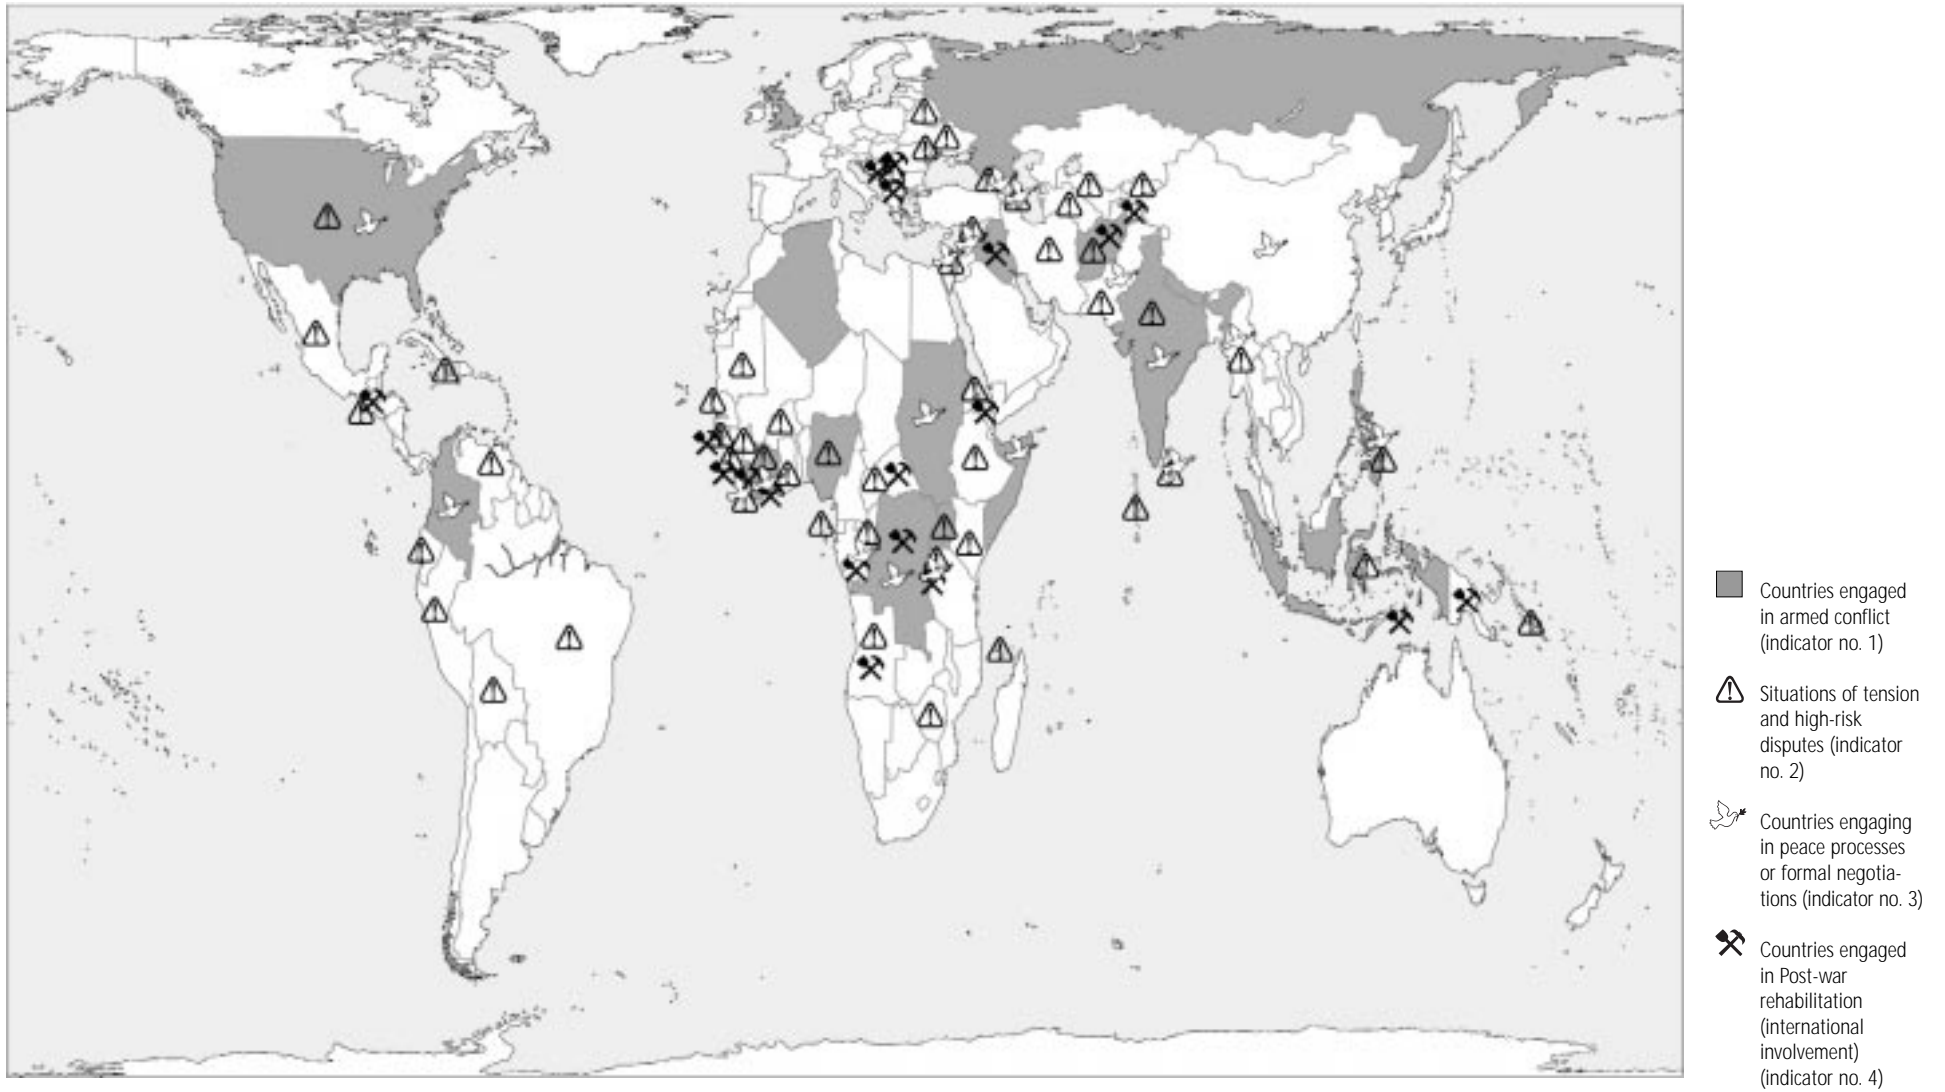 Countries engaged
in armed conflict
(indicator no. 1)
Situations of tension
and high-risk
disputes (indicator
no. 2)
Countries engaging
in peace processes
or formal negotia-
tions (indicator no. 3)
Countries engaged
in Post-war
rehabilitation
(international
involvement)
(indicator no. 4)